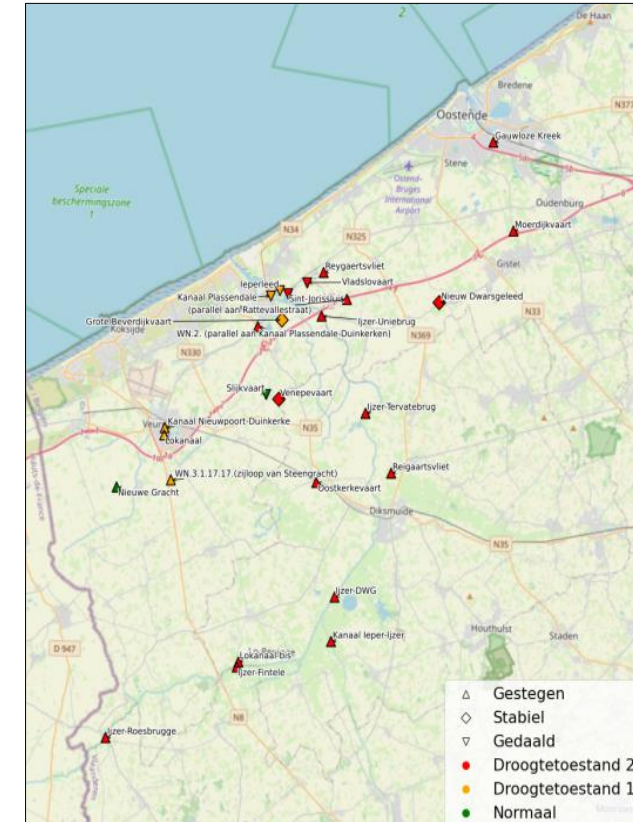 2
De Haan
Bredene
N377
Oostende
Gauwloze Kreek
Stene
Ostend-
Bruges
International
Airport
Speciale
beschermingszone
1
Oudenburg
N34
Moerdijkvaart
N325
Gistel
Reygaertsvliet
Ieperleed
Vladslovaart
Kanaal Plassendale
Sint-Jorissluis
Nieuw Dwarsgeleed
(parallel aan Rattevallestraat)
N33
Grote Beverdijkvaart
Ijzer-Uniebrug
Koksijde
WN.2. (parallel aan Kanaal Plassendale-Duinkerken)
N369
N330
Slijkvaart
Venepevaart
Ijzer-Tervatebrug
Kanaal Nieuwpoort-Duinkerke
N35
Lokanaal
WN.3.1.17.17.(zijloop van Steengracht)
Reigaartsvliet
Nieuwe Gracht
Oostkerkevaart
Diksmuide
N35
Ijzer-DWG
Houthulst
Staden
Kanaal Ieper-Ijzer
D 947
Lokanaal-bis
Ijzer-Fintele
N8
Ijzer-Roesbrugge
Gestegen
Stabiel
Gedaald
Droogtetoestand 2
Droogtetoestand 1
Normaal